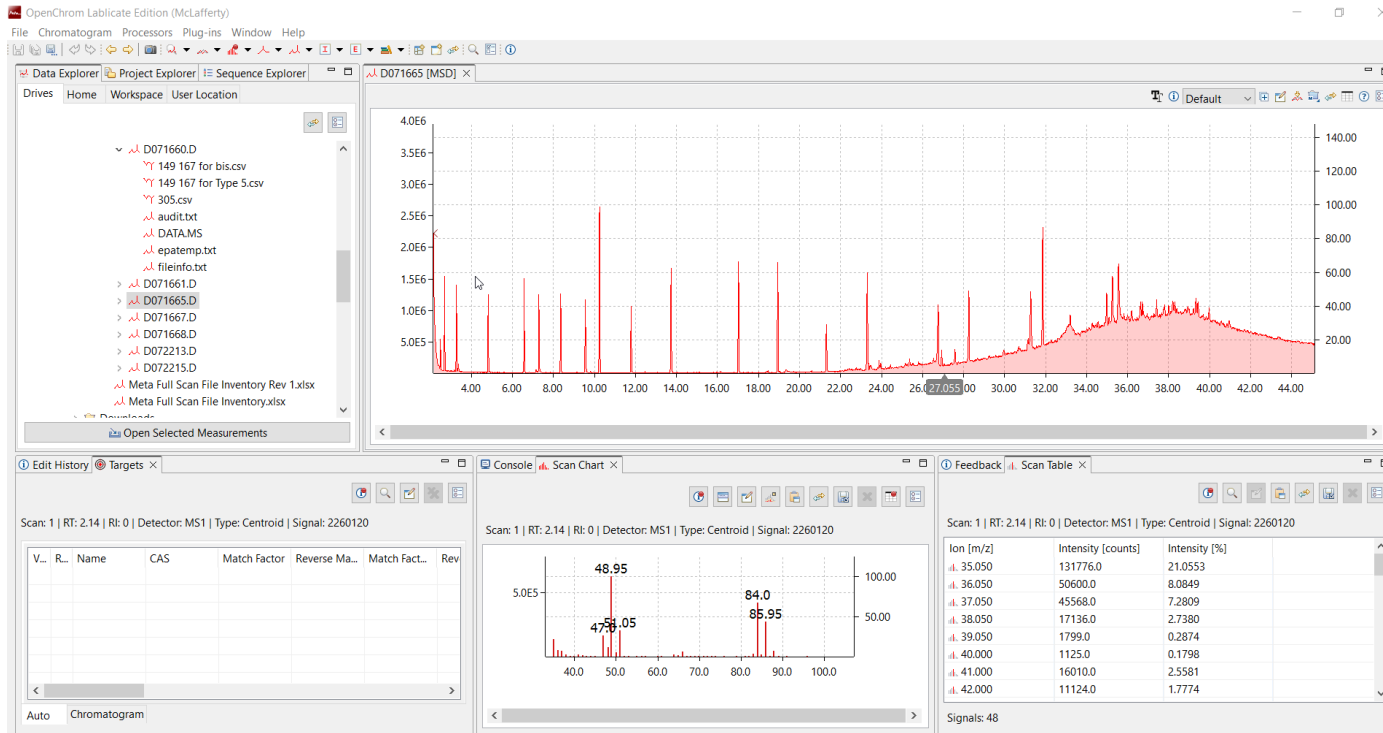 OpenChrom Lablicate Edition (McLafferty)
File Chromatogram Processors Plug-ins Window Help
Data Explorer Project Explorer Sequence Explorer
Drives Home Workspace User Location
D071660.D
149 167 for bis.csv
149 167 for Type 5.csv
305.csv
audit.txt
DATA.MS
epatemp.txt
fileinfo.txt
D071661.D
D071665.D
D071667.D
D071668.D
D072213.D
D072215.D
Meta Full Scan File Inventory Rev 1.xlsx
Meta Full Scan File Inventory.xlsx
Downloads
Open Selected Measurements
D071665 [MSD]
Default
4.0E6
3.5E6
3.0E6
2.5E6
2.0E6
1.5E6
1.0E6
5.0E5
140.00
120.00
100.00
80.00
60.00
40.00
20.00
4.00 6.00 8.00 10.00 12.00 14.00 16.00 18.00 20.00 22.00 24.00 27.055 28.00 30.00 32.00 34.00 36.00 38.00 40.00 42.00 44.00
Edit History Targets
Scan: 1 | RT: 2.14 | RI: 0 | Detector: MS1 | Type: Centroid | Signal: 2260120
V... R... Name CAS Match Factor Reverse Ma... Match Fact... Rev
Auto Chromatogram
Console Scan Chart
Scan: 1 | RT: 2.14 | RI: 0 | Detector: MS1 | Type: Centroid | Signal: 2260120
5.0E5
48.95
84.0
85.95
51.05
100.00
50.00
40.0 50.0 60.0 70.0 80.0 90.0 100.0
Feedback Scan Table
Scan: 1 | RT: 2.14 | RI: 0 | Detector: MS1 | Type: Centroid | Signal: 2260120
Ion [m/z] Intensity [counts] Intensity [%]
35.050 131776.0 21.0553
36.050 50600.0 8.0849
37.050 45568.0 7.2809
38.050 17136.0 2.7380
39.050 1799.0 0.2874
40.000 1125.0 0.1798
41.000 16010.0 2.5581
42.000 11124.0 1.7774
Signals: 48